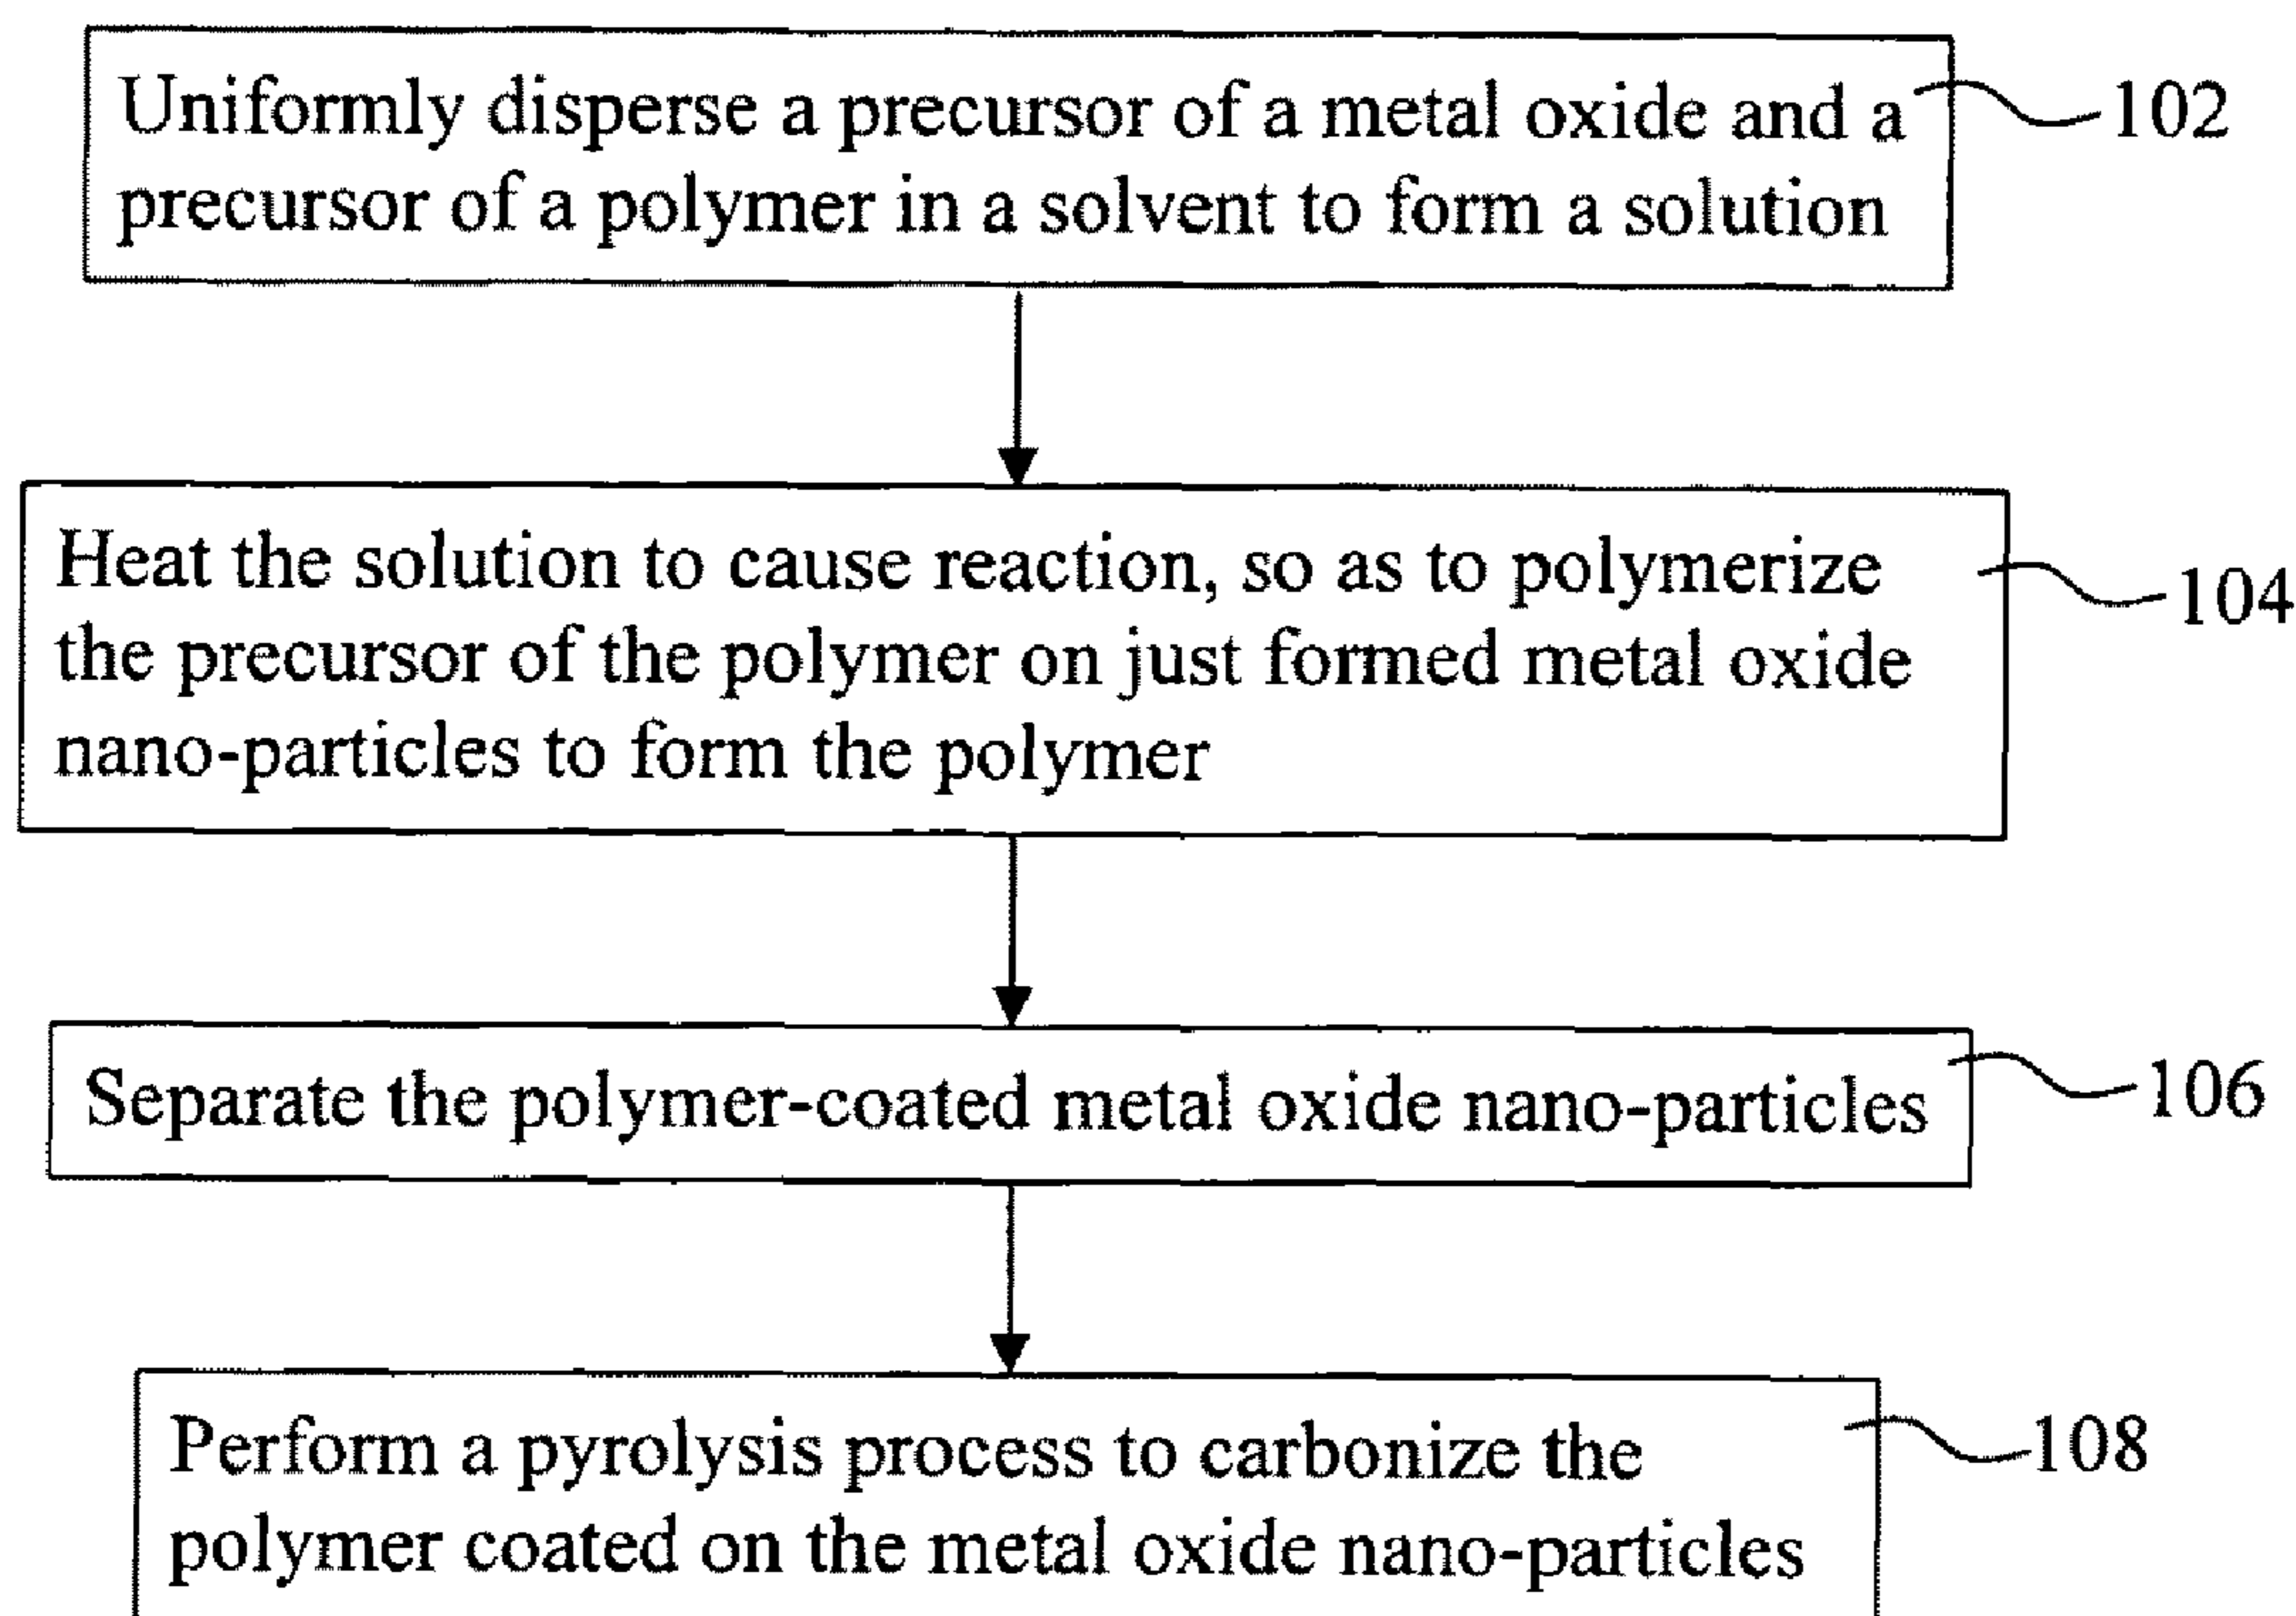 Uniformly disperse a precursor of a metal oxide and a
precursor of a polymer in a solvent to form a solution
102
Heat the solution to cause reaction, so as to polymerize
the precursor of the polymer on just formed metal oxide
nano-particles to form the polymer
104
Separate the polymer-coated metal oxide nano-particles
106
Perform a pyrolysis process to carbonize the
polymer coated on the metal oxide nano-particles
108